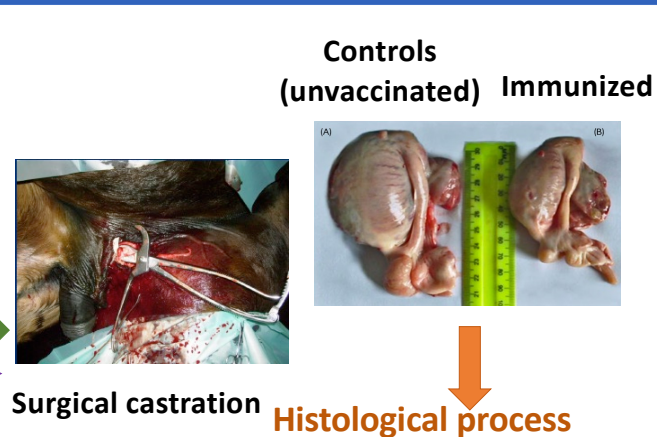 Controls
(unvaccinated)
Immunized
(A)
(B)
Surgical castration
Histological process